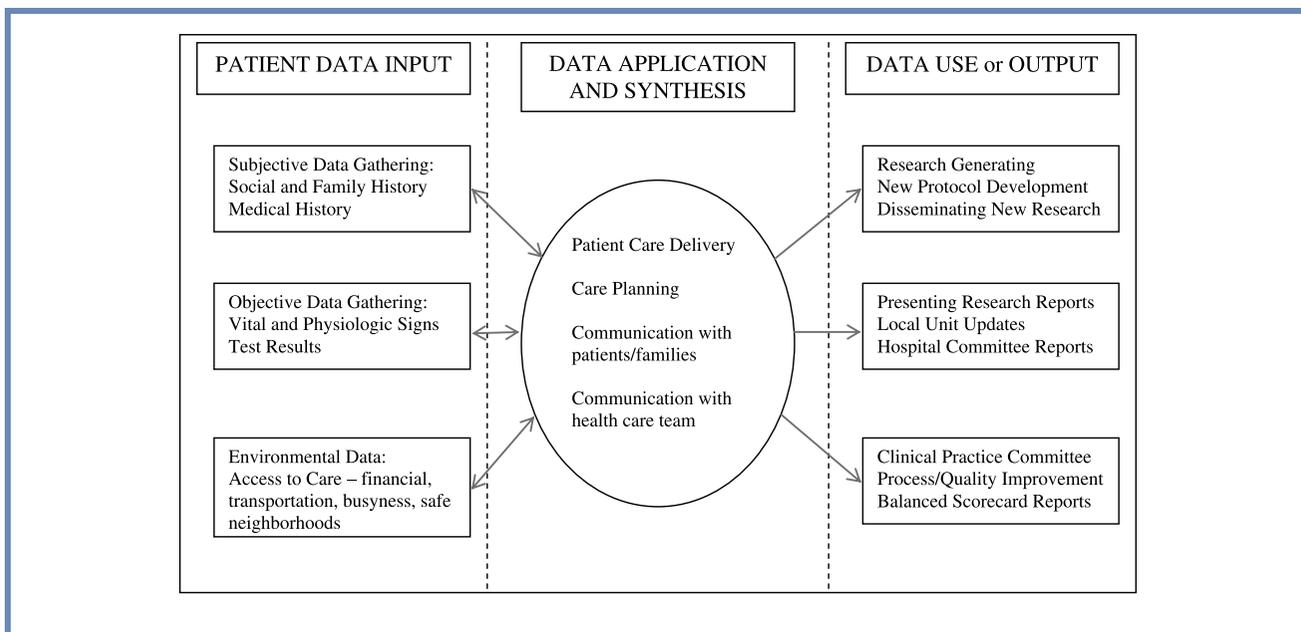 PATIENT DATA INPUT
Subjective Data Gathering:
Social and Family History
Medical History
Objective Data Gathering:
Vital and Physiologic Signs
Test Results
Environmental Data:
Access to Care – financial,
transportation, busyness, safe
neighborhoods
DATA APPLICATION
AND SYNTHESIS
Patient Care Delivery
Care Planning
Communication with
patients/families
Communication with
health care team
DATA USE or OUTPUT
Research Generating
New Protocol Development
Disseminating New Research
Presenting Research Reports
Local Unit Updates
Hospital Committee Reports
Clinical Practice Committee
Process/Quality Improvement
Balanced Scorecard Reports